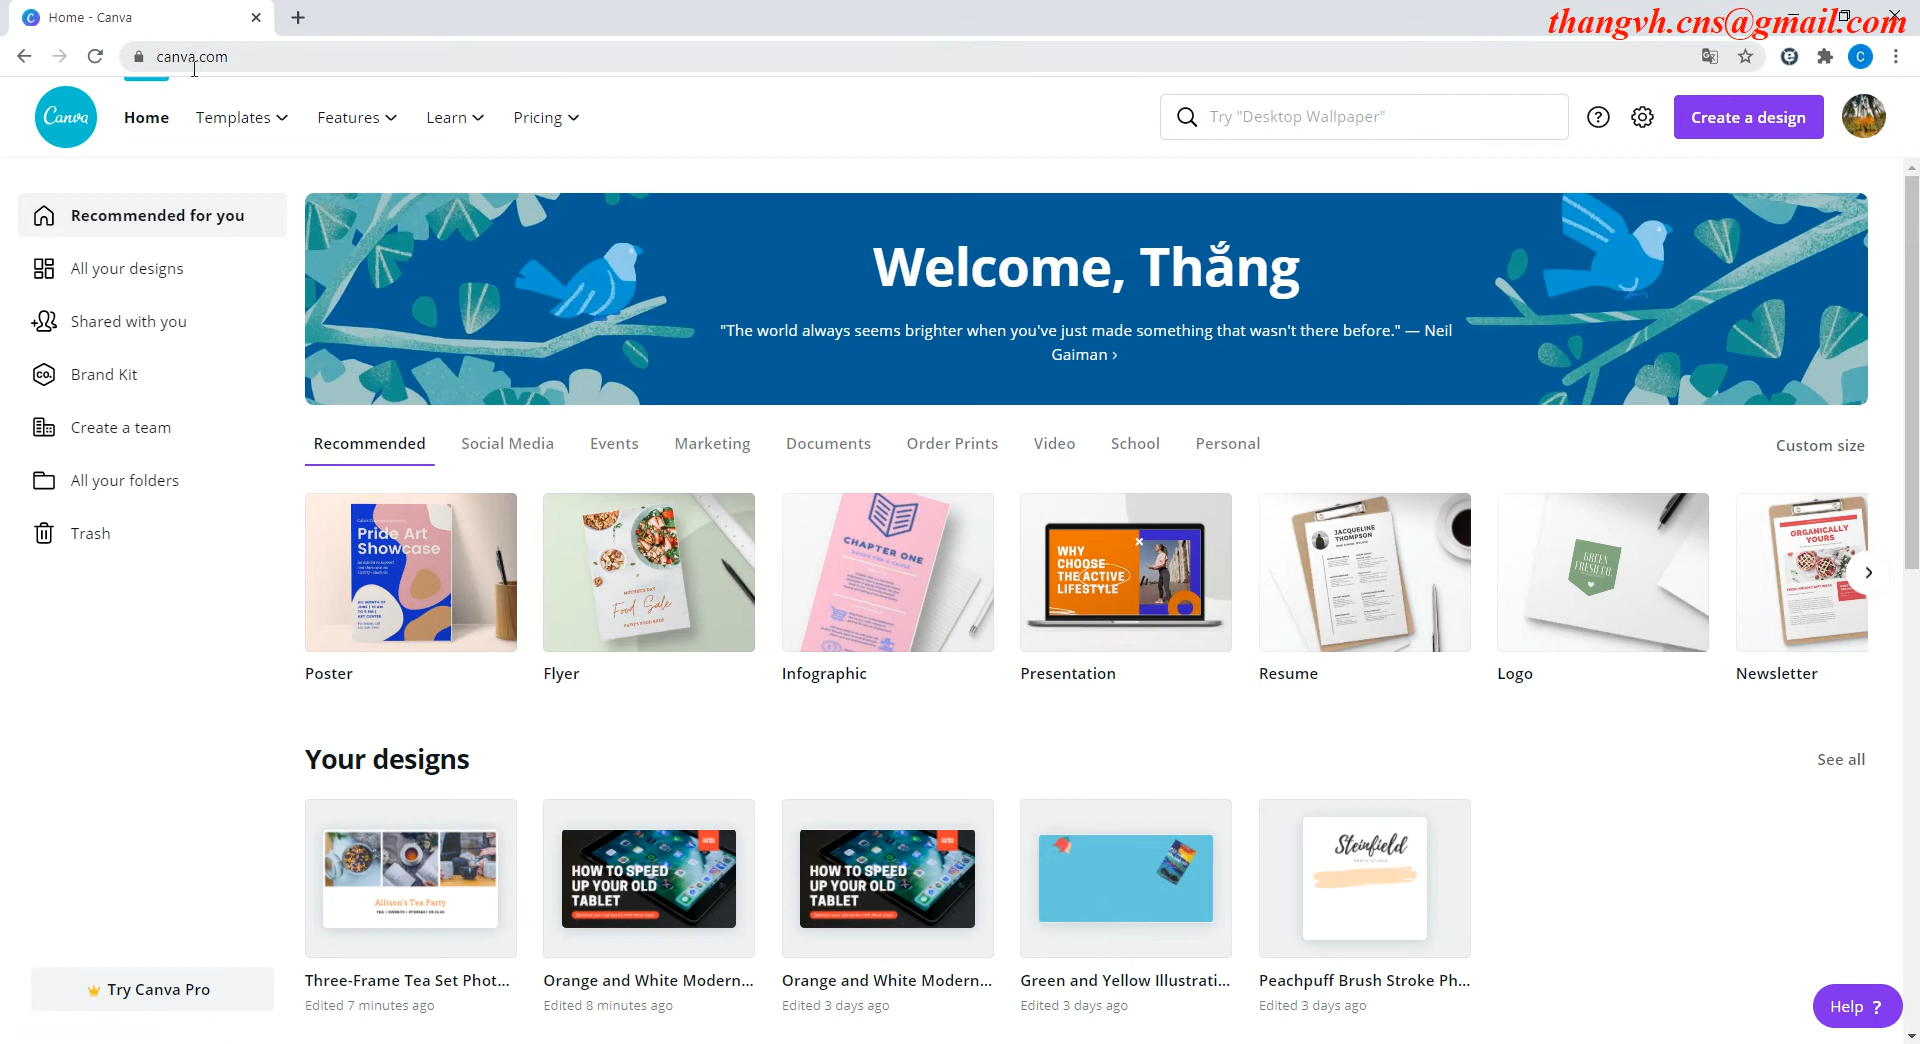 Home - Canva
thangvh.cns@gmail.com
canva.com
Canva
Home
Templates
Features
Learn
Pricing
Try "Desktop Wallpaper"
Create a design
Recommended for you
All your designs
Shared with you
Brand Kit
Create a team
All your folders
Trash
Try Canva Pro
Welcome, Thắng
"The world always seems brighter when you've just made something that wasn't there before." — Neil
Gaiman ›
Recommended
Social Media
Events
Marketing
Documents
Order Prints
Video
School
Personal
Custom size
Pride Art
Showcase
Food Sale
CHAPTER ONE
WHY
CHOOSE
THE ACTIVE
LIFESTYLE
JACQUELINE
THOMPSON
GREEN
FRESH CO.
ORGANICALLY
YOURS
Poster
Flyer
Infographic
Presentation
Resume
Logo
Newsletter
Your designs
See all
Allison's Tea Party
HOW TO SPEED
UP YOUR OLD
TABLET
HOW TO SPEED
UP YOUR OLD
TABLET
Steinfield
PHOTO STUDIO
Three-Frame Tea Set Phot...
Edited 7 minutes ago
Orange and White Modern...
Edited 8 minutes ago
Orange and White Modern...
Edited 3 days ago
Green and Yellow Illustrati...
Edited 3 days ago
Peachpuff Brush Stroke Ph...
Edited 3 days ago
Help ?